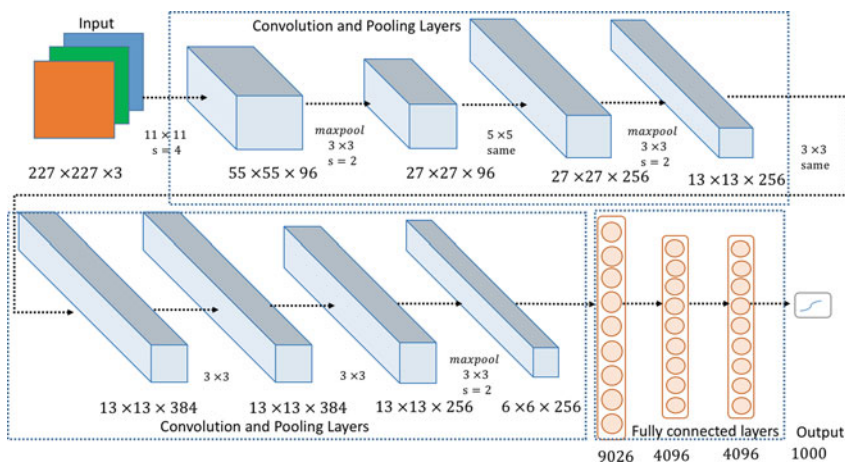 Input
Convolution and Pooling Layers
11 ×11
s = 4
maxpool
3 ×3
s = 2
5 ×5
same
maxpool
3 ×3
s = 2
3 ×3
same
227 ×227 ×3
55 ×55 × 96
27 ×27 × 96
27 ×27 × 256
13 ×13 × 256
3 ×3
3 ×3
maxpool
3 ×3
s = 2
13 ×13 × 384
13 ×13 × 384
13 ×13 × 256
6 ×6 × 256
Convolution and Pooling Layers
Fully connected layers
Output
9026
4096
4096
1000